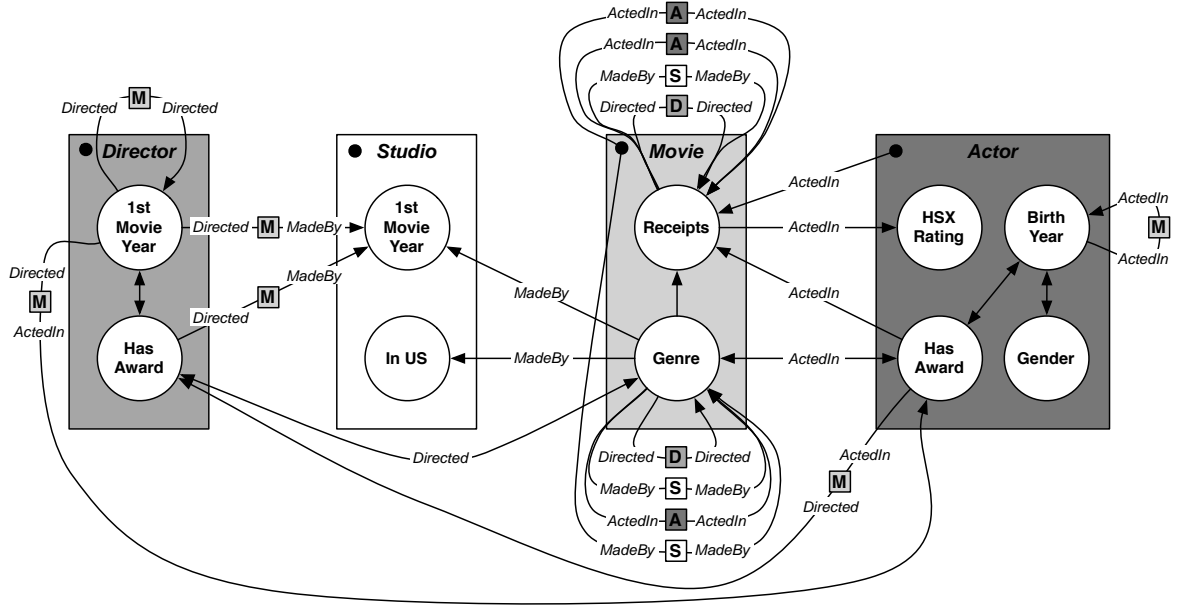 ActedIn A ActedIn
ActedIn A ActedIn
MadeBy S MadeBy
Directed D Directed
M
Directed Directed
Director
Studio
Movie
Actor
ActedIn
1st
Movie
Year
Directed M MadeBy
1st
Movie
Year
Receipts
ActedIn
HSX
Rating
Birth
Year
ActedIn
M
ActedIn
Directed
M
ActedIn
MadeBy
M
Directed
MadeBy
ActedIn
Has
Award
In US
MadeBy
Genre
ActedIn
Has
Award
Gender
Directed
Directed D Directed
MadeBy S MadeBy
ActedIn A ActedIn
MadeBy S MadeBy
ActedIn
M
Directed